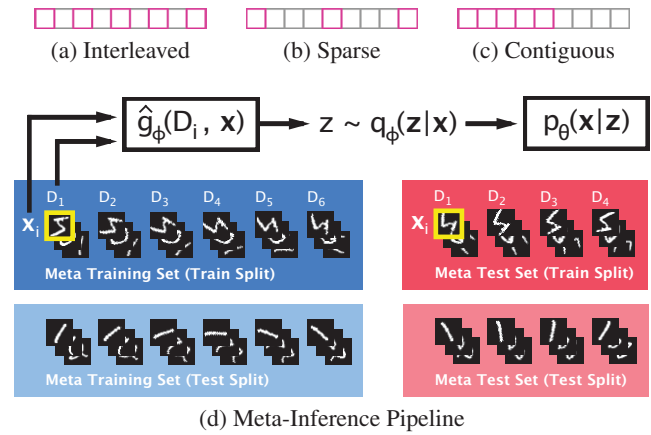 (a) Interleaved (b) Sparse (c) Contiguous
ĝϕ(Dᵢ , x) z ~ qϕ(z|x) pθ(x|z)
D₁ D₂ D₃ D₄ D₅ D₆ D₁ D₂ D₃ D₄
xᵢ xᵢ
Meta Training Set (Train Split) Meta Test Set (Train Split)
Meta Training Set (Test Split) Meta Test Set (Test Split)
(d) Meta-Inference Pipeline